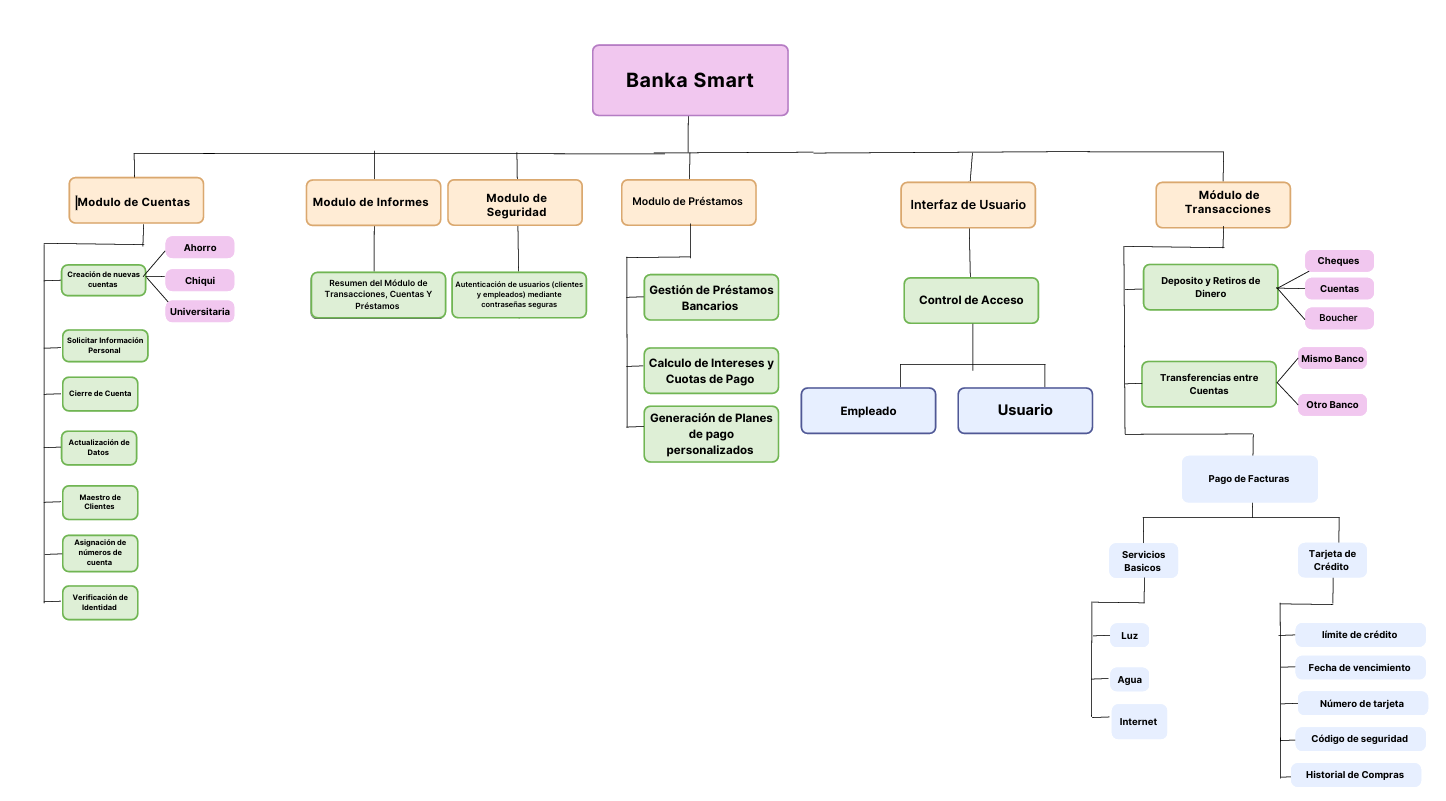 Banka Smart
Modulo de Cuentas
Modulo de Informes
Modulo de
Seguridad
Modulo de Préstamos
Interfaz de Usuario
Módulo de
Transacciones
Creación de nuevas
cuentas
Ahorro
Chiqui
Universitaria
Solicitar Información
Personal
Cierre de Cuenta
Actualización de
Datos
Maestro de
Clientes
Asignación de
números de
cuenta
Verificación de
Identidad
Resumen del Módulo de
Transacciones, Cuentas Y
Préstamos
Autenticación de usuarios (clientes
y empleados) mediante
contraseñas seguras
Gestión de Préstamos
Bancarios
Calculo de Intereses y
Cuotas de Pago
Generación de Planes
de pago
personalizados
Control de Acceso
Empleado
Usuario
Deposito y Retiros de
Dinero
Cheques
Cuentas
Boucher
Transferencias entre
Cuentas
Mismo Banco
Otro Banco
Pago de Facturas
Servicios
Basicos
Luz
Agua
Internet
Tarjeta de
Crédito
límite de crédito
Fecha de vencimiento
Número de tarjeta
Código de seguridad
Historial de Compras